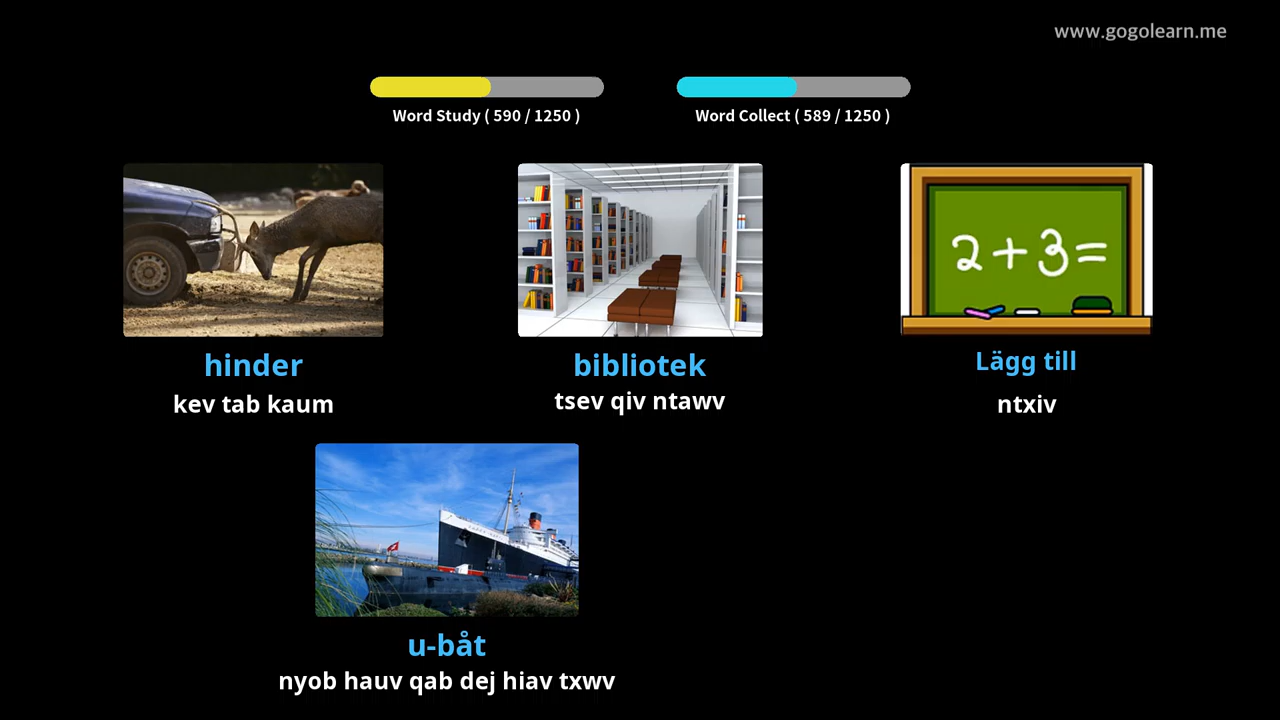 www.gogolearn.me
Word Study ( 590 / 1250 )
Word Collect ( 589 / 1250 )
2+3=
hinder
kev tab kaum
bibliotek
tsev qiv ntawv
Lägg till
ntxiv
u-båt
nyob hauv qab dej hiav txwv